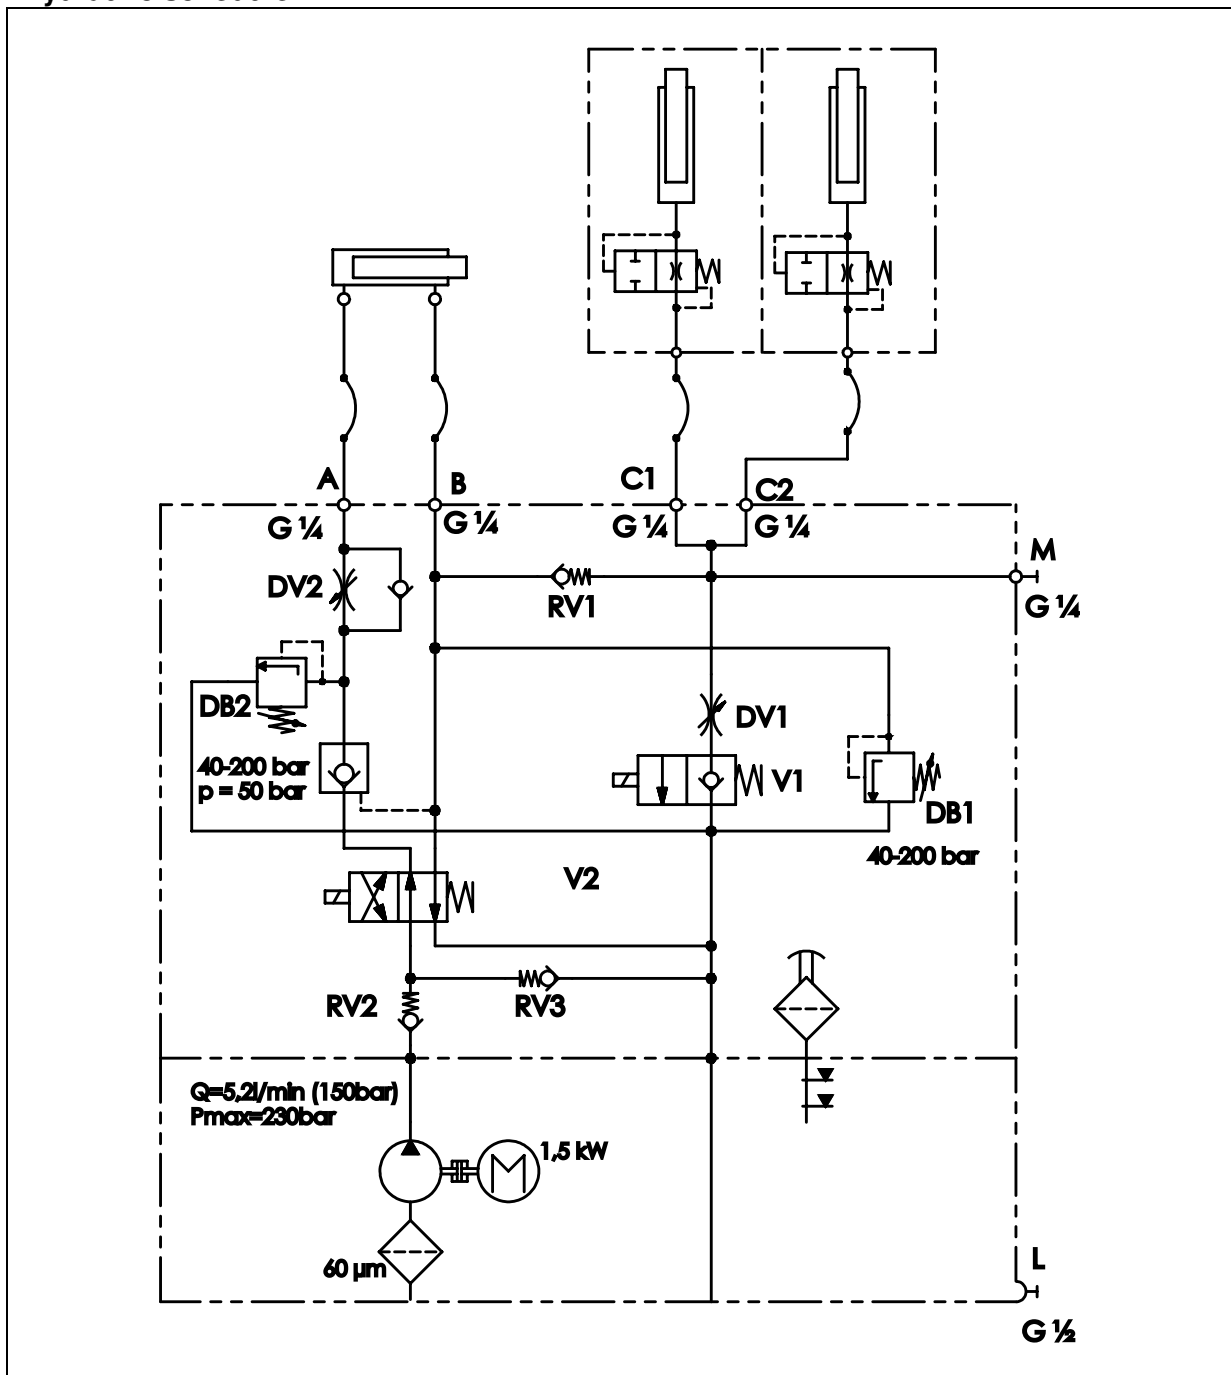 A
B
C1
C2
G ¼
G ¼
G ¼
G ¼
M
DV2
RV1
G ¼
DB2
DV1
40-200 bar
p = 50 bar
V1
DB1
40-200 bar
V2
RV2
RV3
Q=5,2l/min (150bar)
Pmax=230bar
1,5 kW
M
60 µm
L
G ½